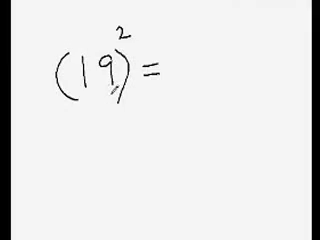 (19)² =